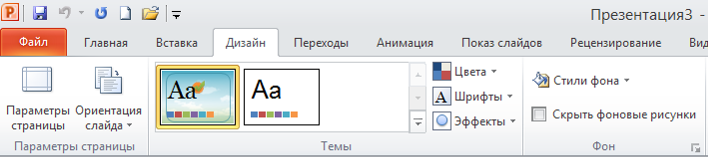 Презентация3 -
Файл Главная Вставка Дизайн Переходы Анимация Показ слайдов Рецензирование Вид
Aa Aa
Параметры страницы
Ориентация слайда
Цвета
Шрифты
Эффекты
Стили фона
Скрыть фоновые рисунки
Параметры страницы Темы Фон